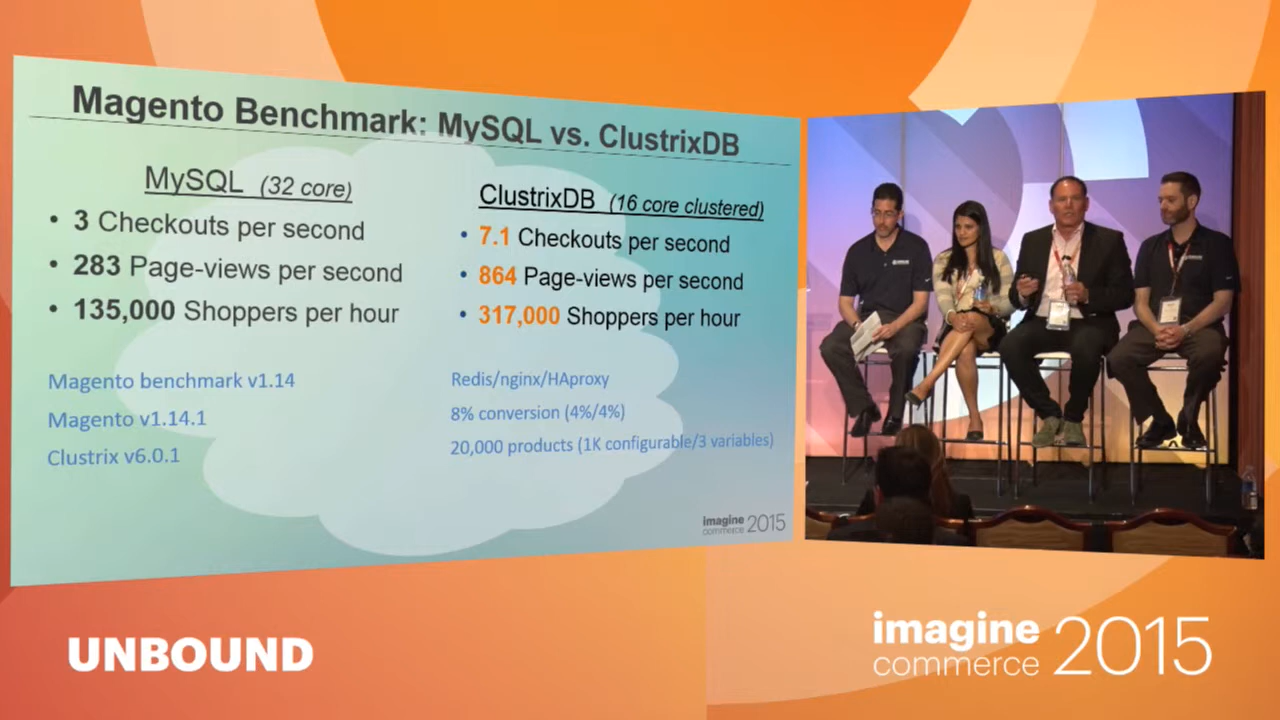 Magento Benchmark: MySQL vs. ClustrixDB
MySQL (32 core)
• 3 Checkouts per second
• 283 Page-views per second
• 135,000 Shoppers per hour
ClustrixDB (16 core clustered)
• 7.1 Checkouts per second
• 864 Page-views per second
• 317,000 Shoppers per hour
Magento benchmark v1.14
Magento v1.14.1
Clustrix v6.0.1
Redis/nginx/HAproxy
8% conversion (4%/4%)
20,000 products (1K configurable/3 variables)
imagine
commerce 2015
UNBOUND
imagine
commerce 2015